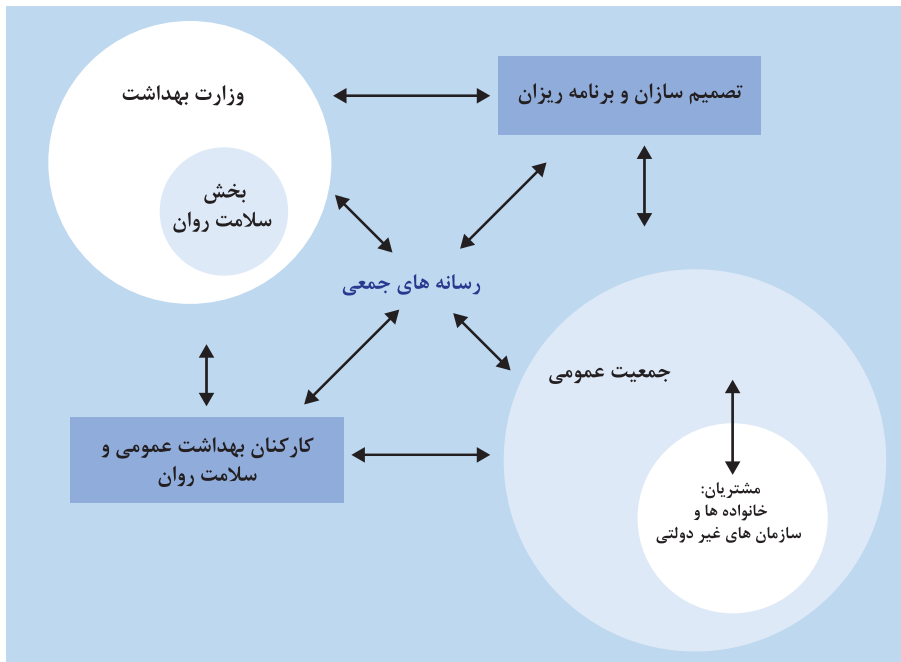 تصمیم سازان و برنامه ریزان
وزارت بهداشت
بخش
سلامت روان
رسانه های جمعی
جمعیت عمومی
کارکنان بهداشت عمومی و
سلامت روان
مشتریان:
خانواده ها و
سازمان های غیر دولتی